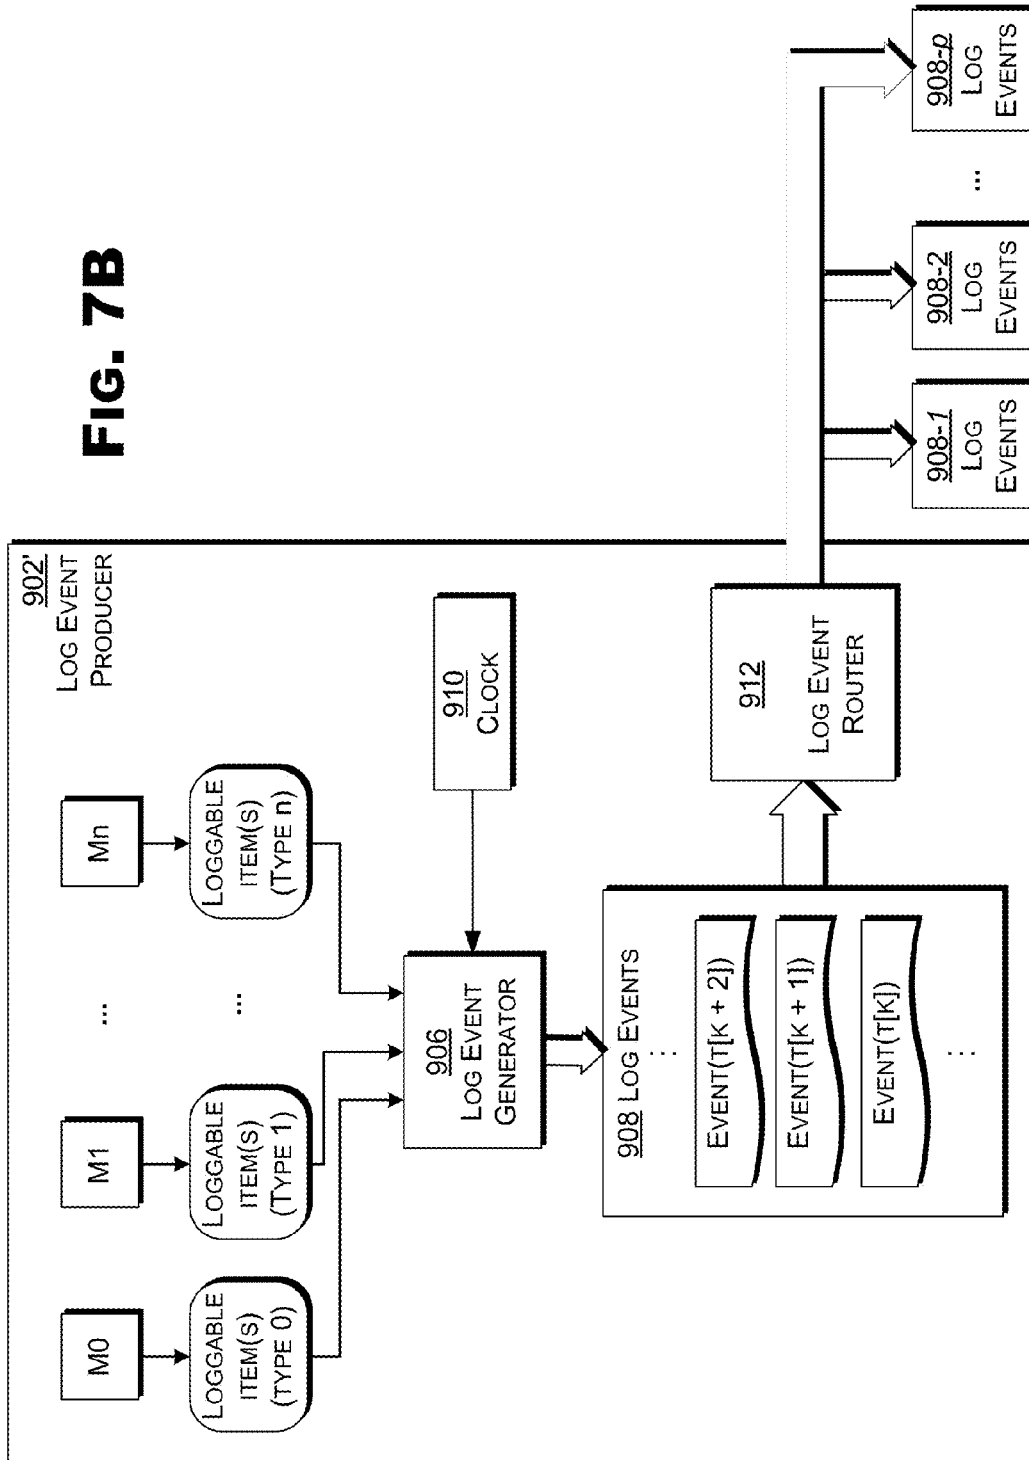 FIG. 7B
902'
LOG EVENT
PRODUCER
M0
M1
...
Mn
LOGGABLE
ITEM(S)
(TYPE 0)
LOGGABLE
ITEM(S)
(TYPE 1)
...
LOGGABLE
ITEM(S)
(TYPE n)
906
LOG EVENT
GENERATOR
910
CLOCK
908 LOG EVENTS
...
EVENT(T[K + 2])
EVENT(T[K + 1])
EVENT(T[K])
...
912
LOG EVENT
ROUTER
908-1
LOG
EVENTS
908-2
LOG
EVENTS
...
908-p
LOG
EVENTS